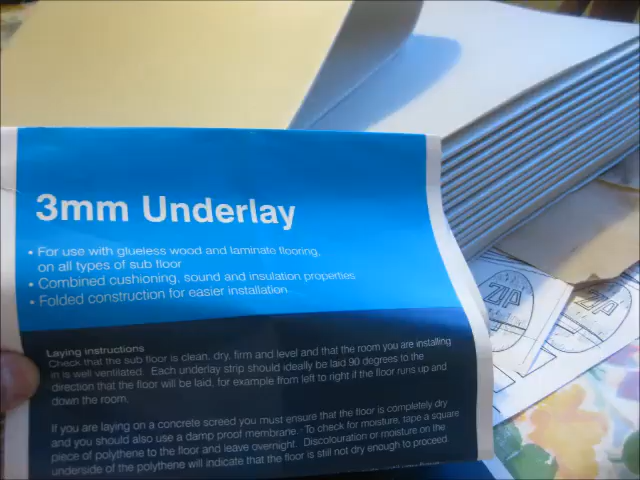 3mm Underlay
• For use with glueless wood and laminate flooring,
on all types of sub floor
• Combined cushioning, sound and insulation properties
• Folded construction for easier installation
Laying instructions
Check that the sub floor is clean, dry, firm and level and that the room you are installing
in is well ventilated. Each underlay strip should ideally be laid 90 degrees to the
direction that the floor will be laid, for example from left to right if the floor runs up and
down the room.
If you are laying on a concrete screed you must ensure that the floor is completely dry
and you should also use a damp proof membrane. To check for moisture, tape a square
piece of polythene to the floor and leave overnight. Discolouration or moisture on the
underside of the polythene will indicate that the floor is still not dry enough to proceed.
ZIP
ZIP